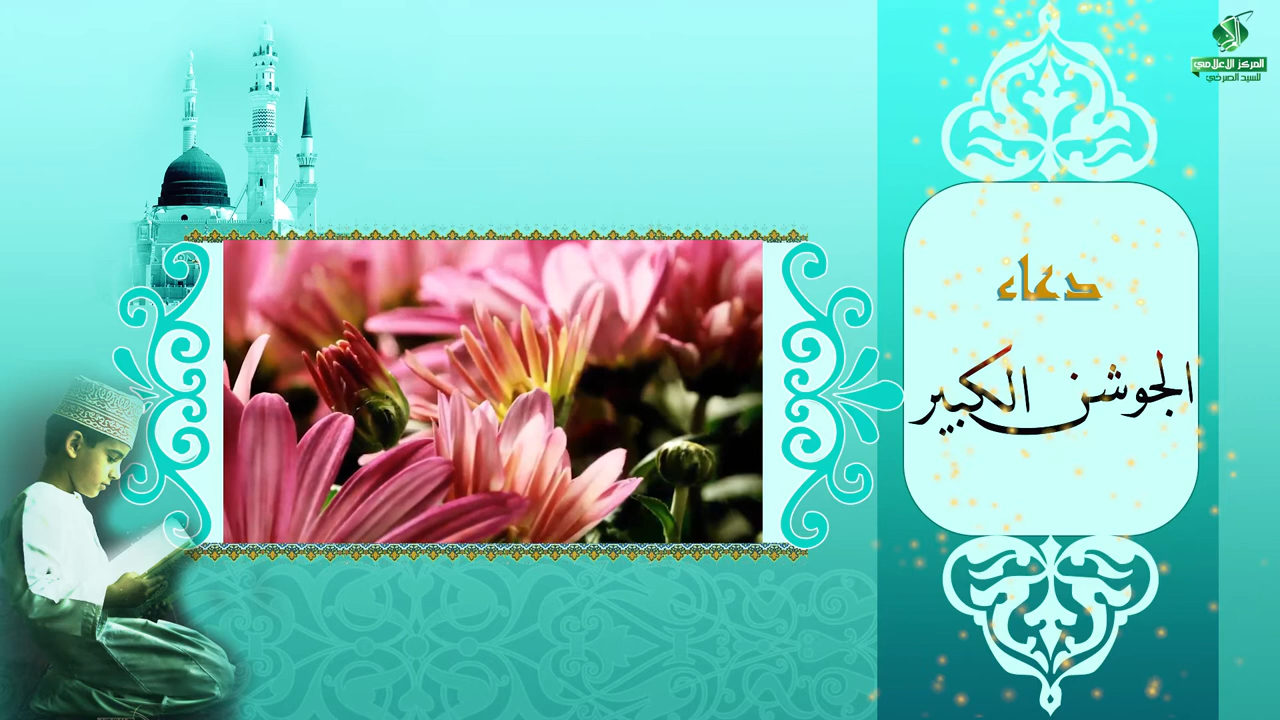 المركز الإعلامي
للسيد الصرخي
دعاء
الجوشن الكبير